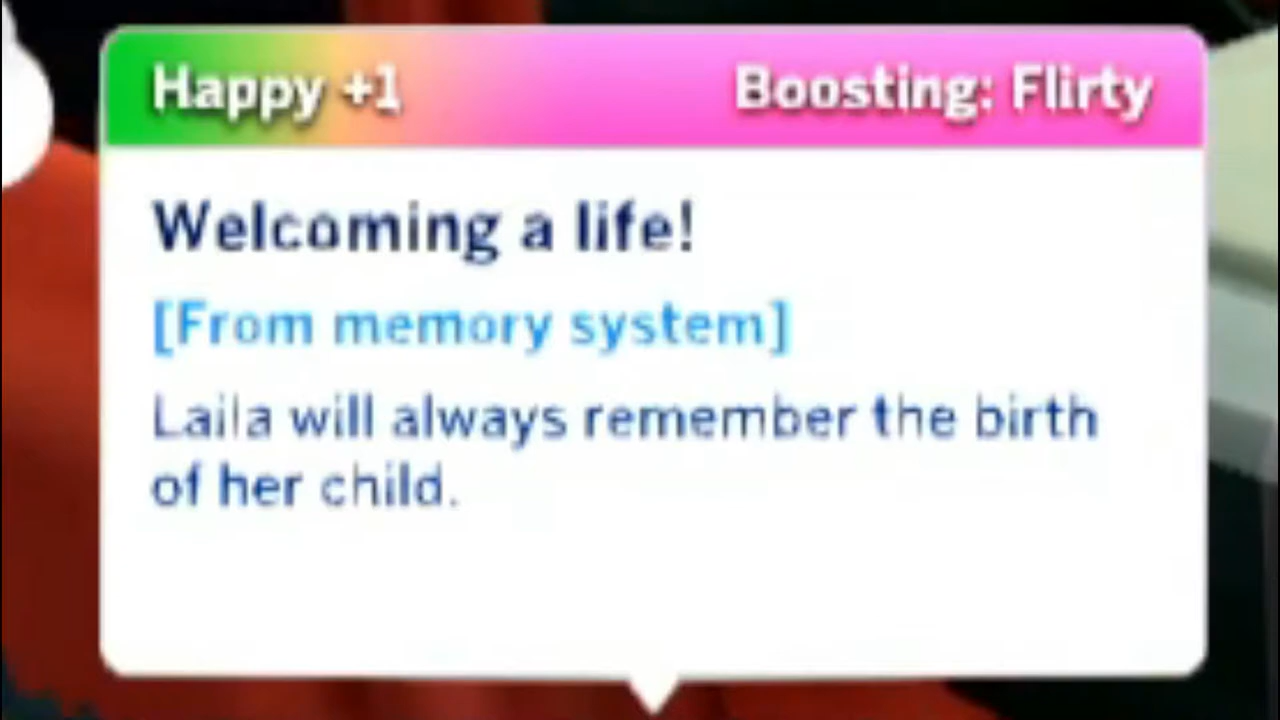 Happy +1 Boosting: Flirty
Welcoming a life!
[From memory system]
Laila will always remember the birth
of her child.